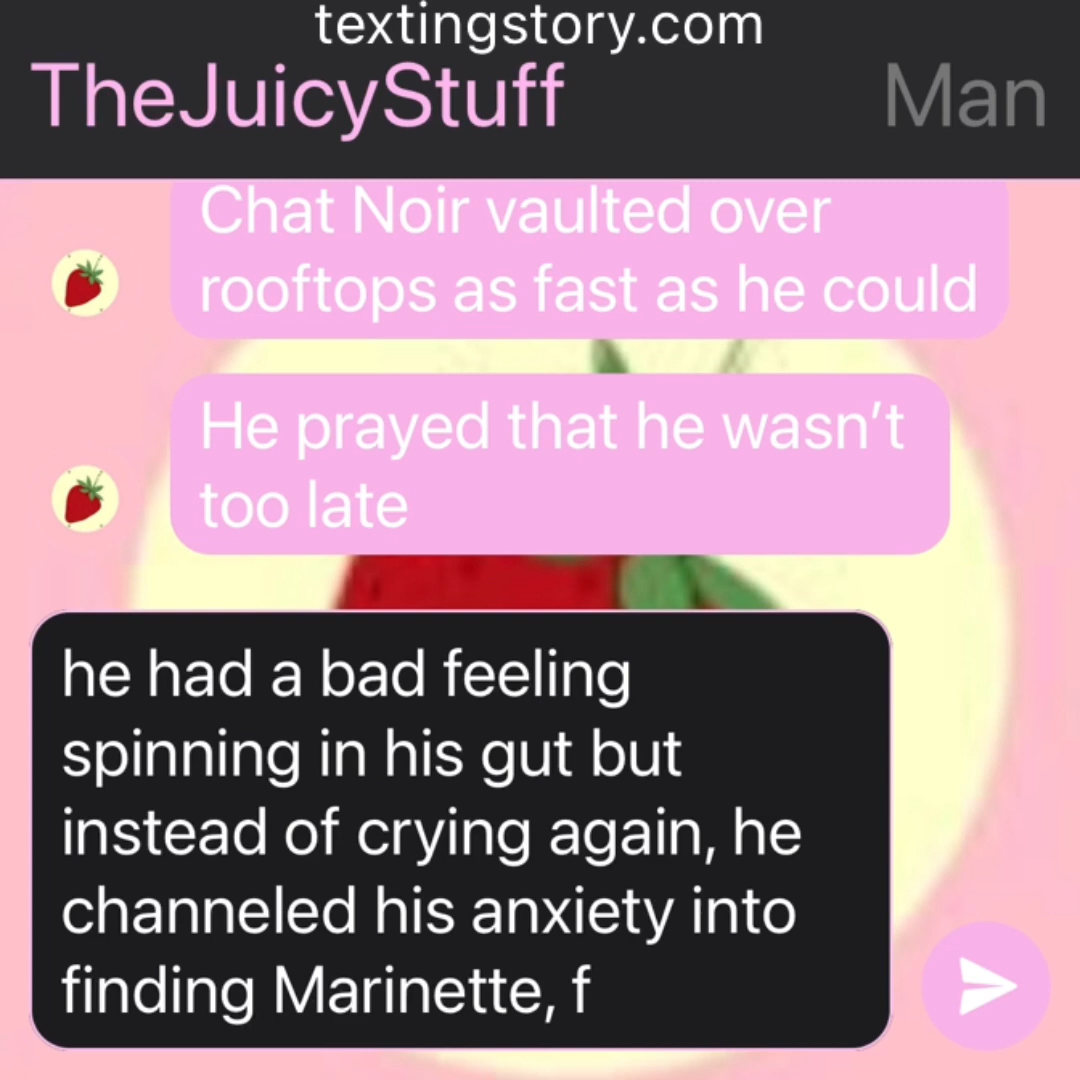 textingstory.com
TheJuicyStuff
Man
Chat Noir vaulted over
rooftops as fast as he could
He prayed that he wasn’t
too late
he had a bad feeling
spinning in his gut but
instead of crying again, he
channeled his anxiety into
finding Marinette, f